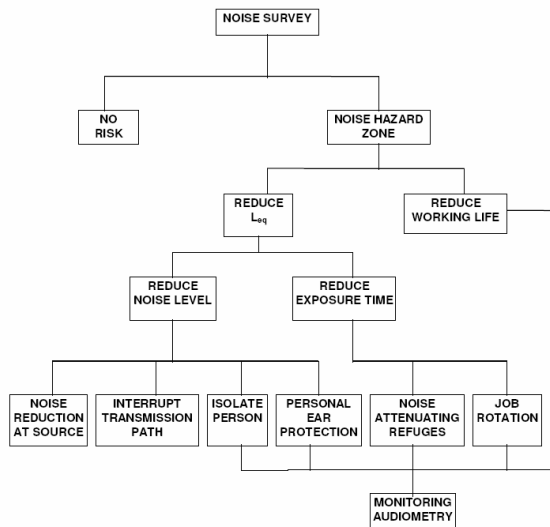 NOISE SURVEY
NO
RISK
NOISE HAZARD
ZONE
REDUCE
Leq
REDUCE
WORKING LIFE
REDUCE
NOISE LEVEL
REDUCE
EXPOSURE TIME
NOISE
REDUCTION
AT SOURCE
INTERRUPT
TRANSMISSION
PATH
ISOLATE
PERSON
PERSONAL
EAR
PROTECTION
NOISE
ATTENUATING
REFUGES
JOB
ROTATION
MONITORING
AUDIOMETRY